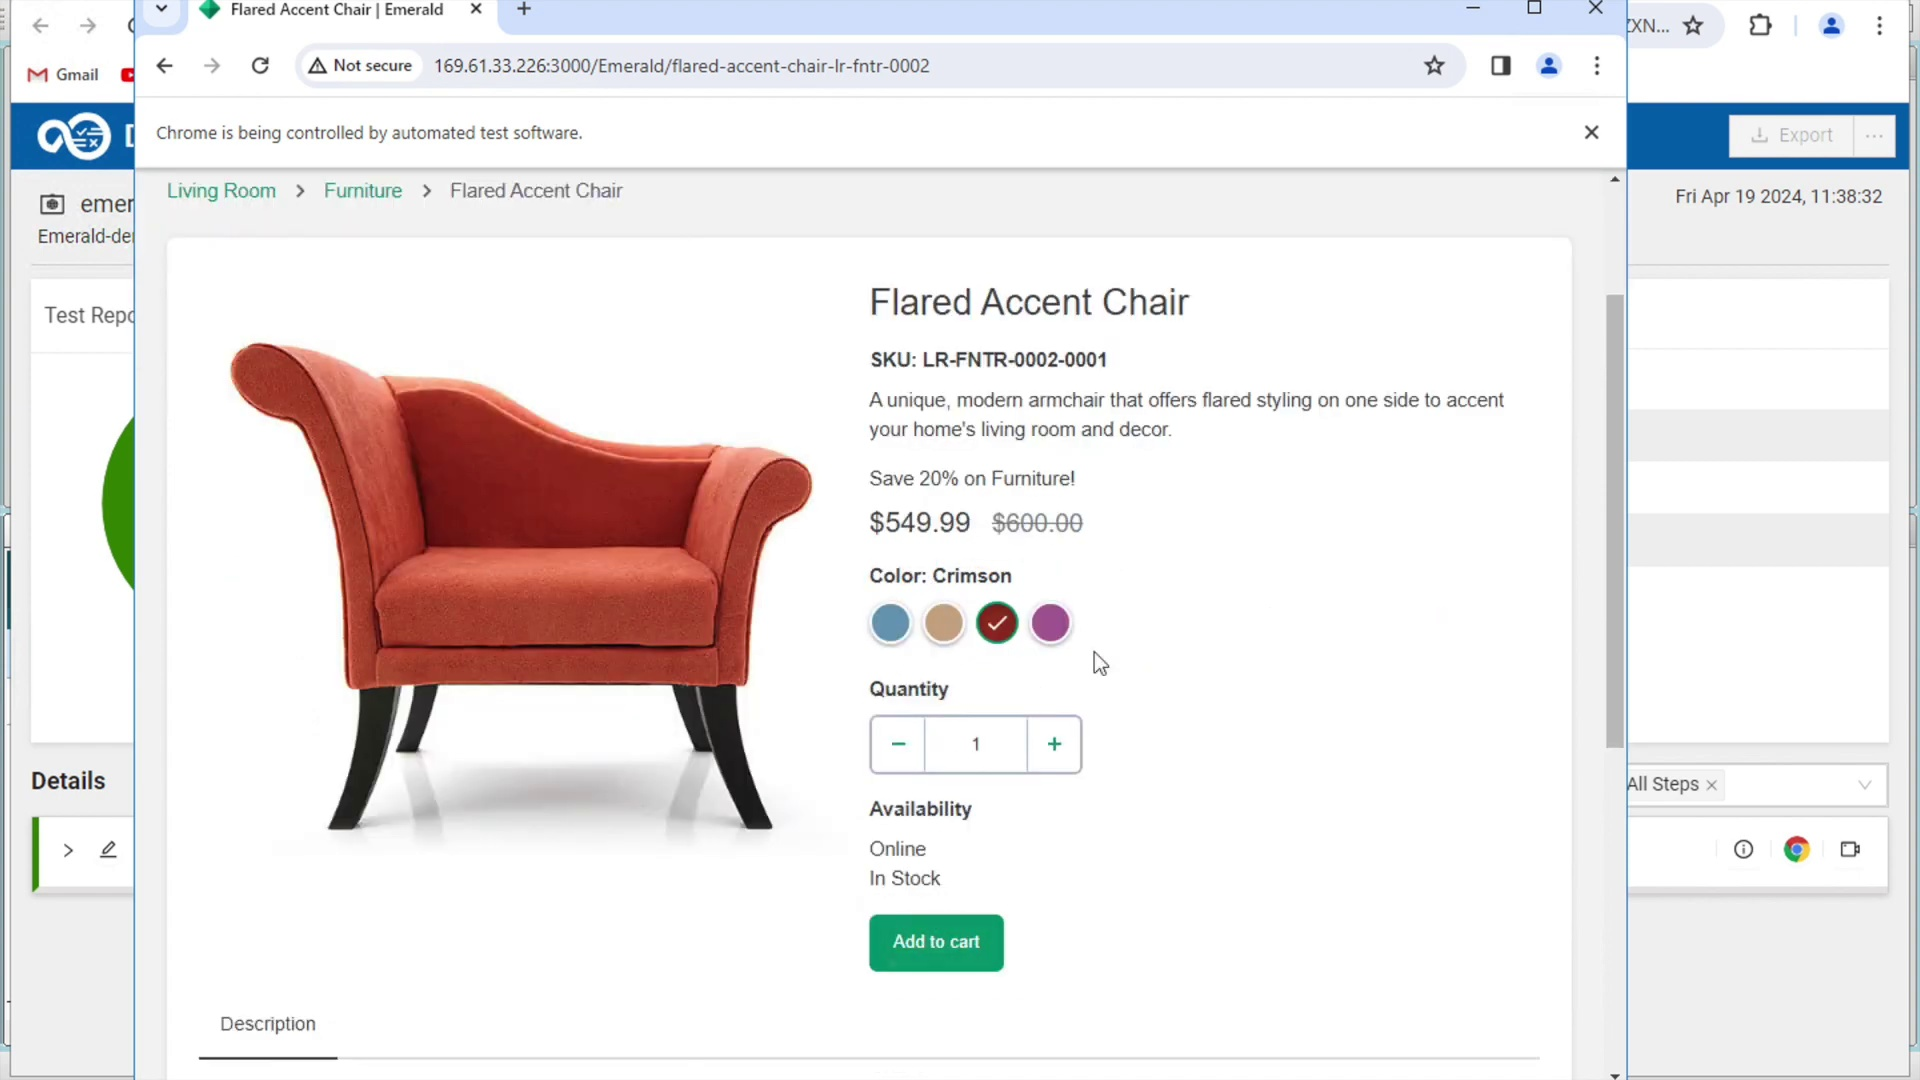 Flared Accent Chair | Emerald
Not secure
169.61.33.226:3000/Emerald/flared-accent-chair-lr-fntr-0002
ZXN...
Gmail
Chrome is being controlled by automated test software.
Export
Living Room > Furniture > Flared Accent Chair
Fri Apr 19 2024, 11:38:32
emer
Emerald-de
Test Repo
Flared Accent Chair
SKU: LR-FNTR-0002-0001
A unique, modern armchair that offers flared styling on one side to accent
your home's living room and decor.
Save 20% on Furniture!
$549.99 $600.00
Color: Crimson
Quantity
− 1 +
Details
All Steps
Availability
Online
In Stock
Add to cart
Description